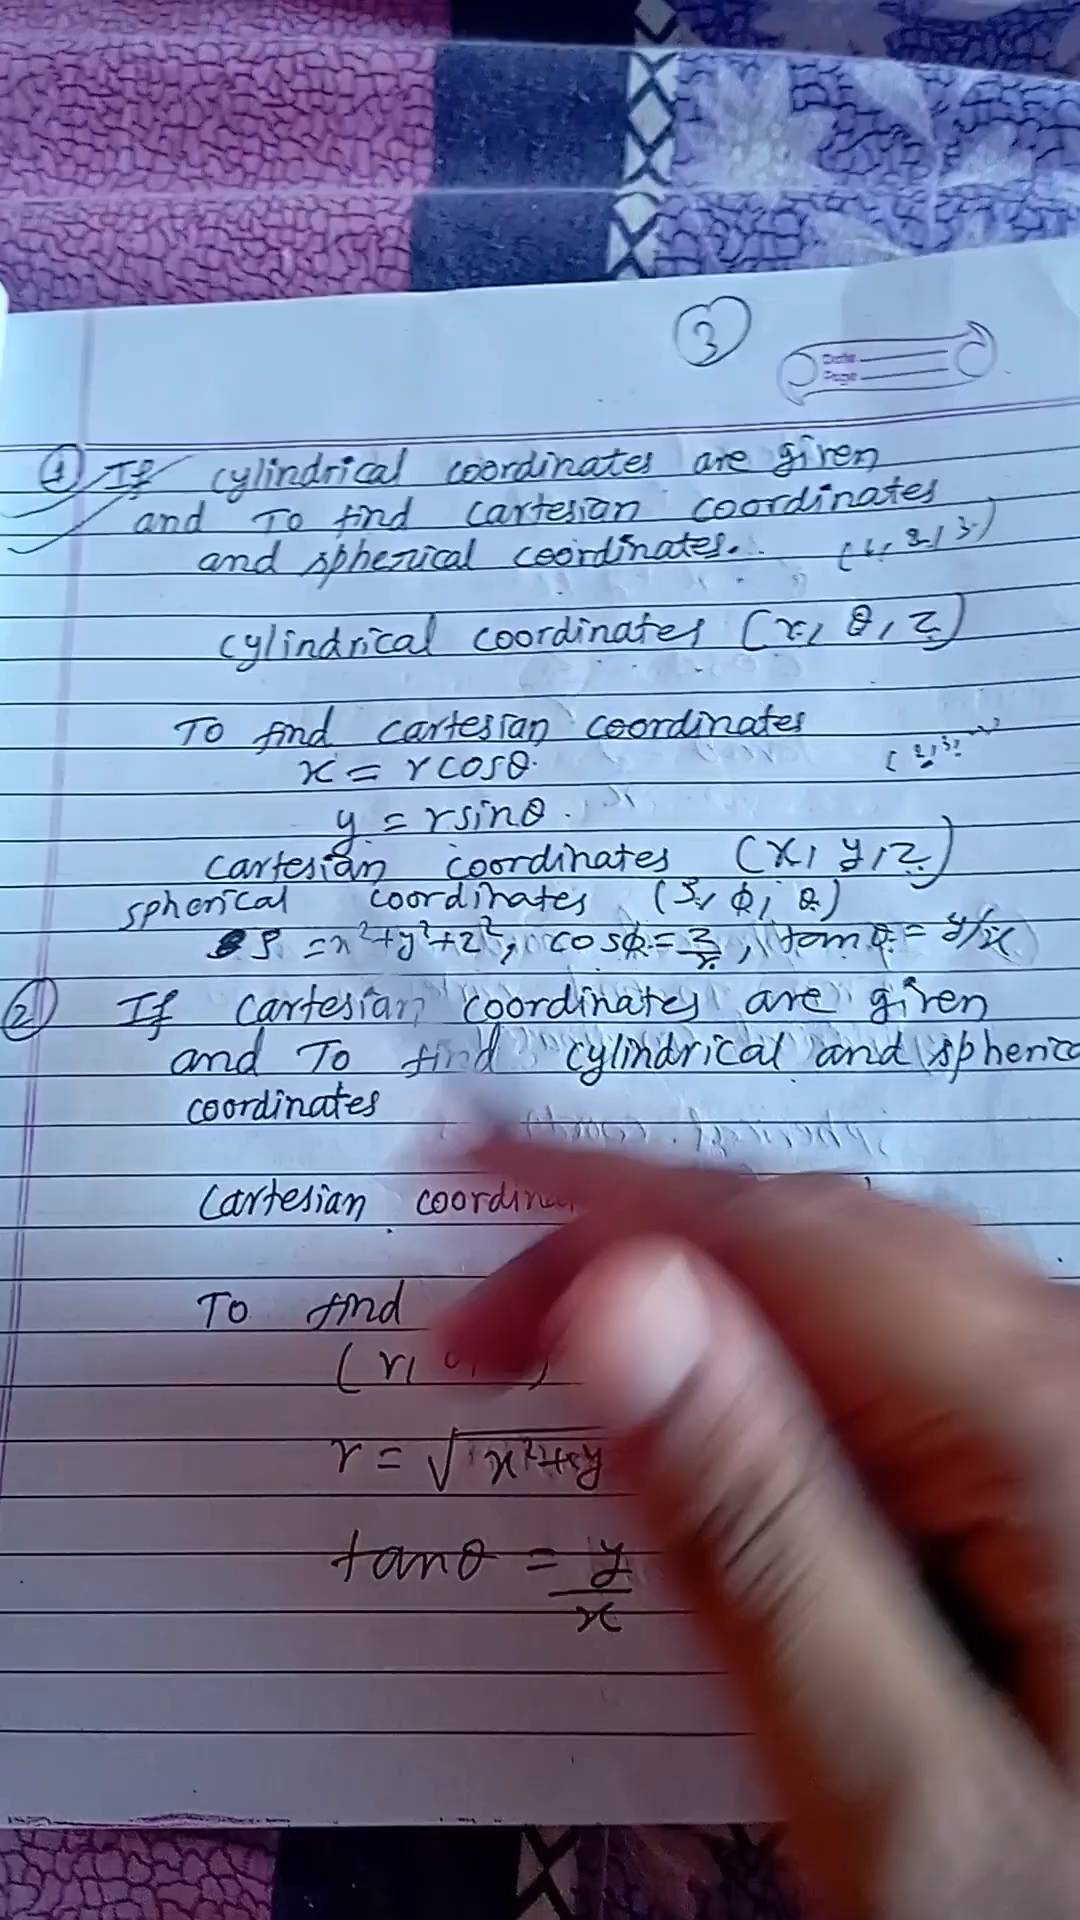 3
Date
Page
1 If cylindrical coordinates are given
and To find cartesian coordinates
and spherical coordinates.
cylindrical coordinates (r, θ, z)
To find cartesian coordinates
x = r cosθ.
y = r sinθ.
cartesian coordinates (x, y, z)
spherical coordinates (ρ, ϕ, θ)
ρ = x²+y²+z², cosϕ = z/r, tanθ = y/x
2 If cartesian coordinates are given
and To find cylindrical and spheric
coordinates
cartesian
To find
(r,
r = √x²+y
tanθ = y/x